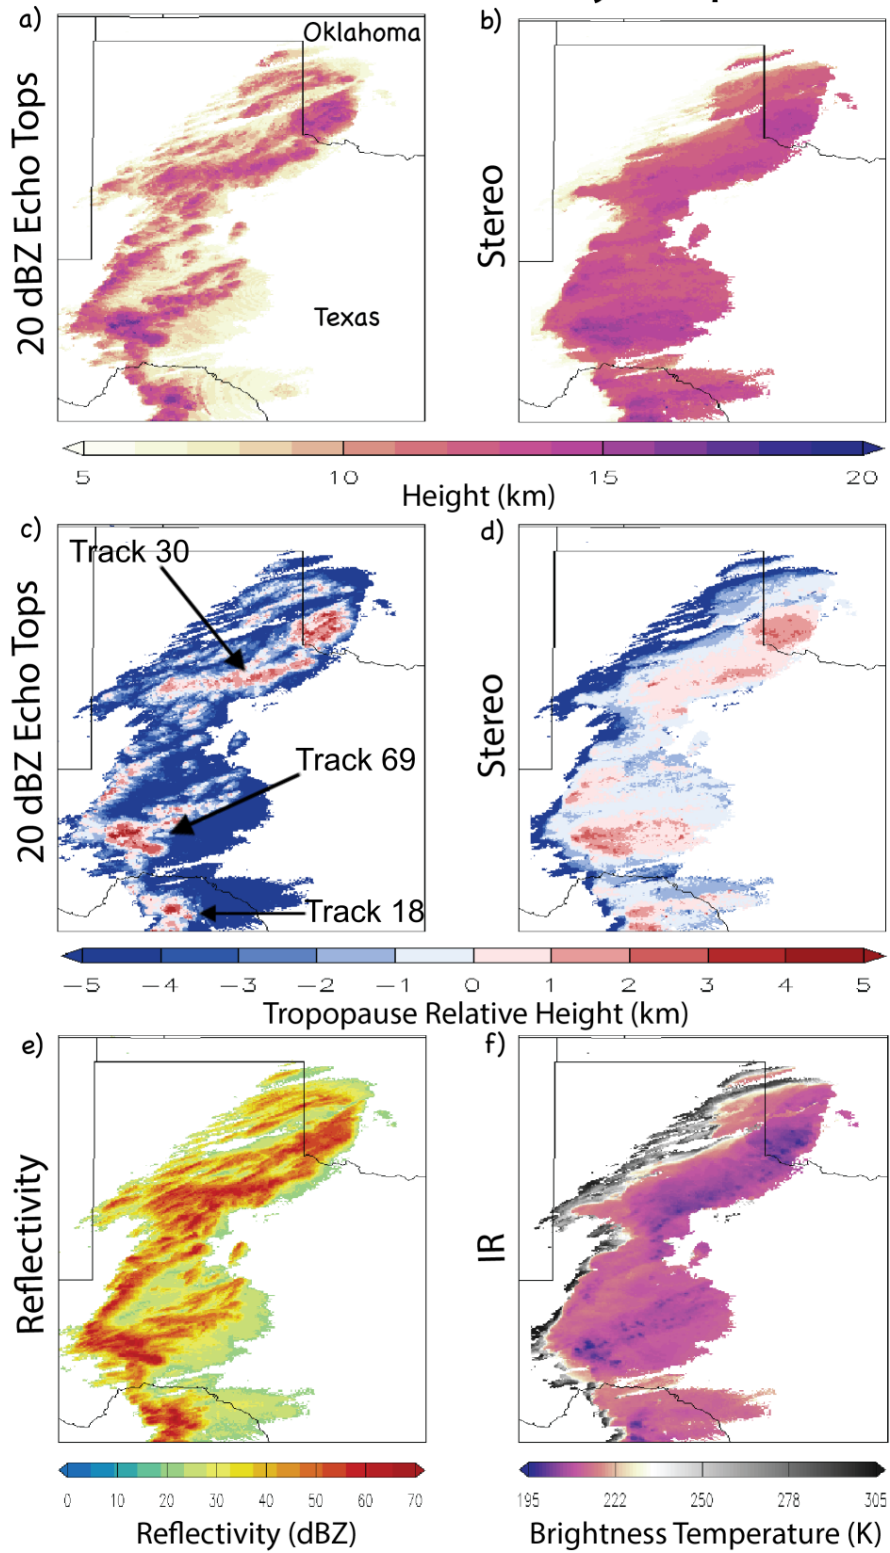 a)
Oklahoma
b)
20 dBZ Echo Tops
Stereo
Texas
5 10 15 20
Height (km)
c)
d)
Track 30
20 dBZ Echo Tops
Stereo
Track 69
Track 18
−5 −4 −3 −2 −1 0 1 2 3 4 5
Tropopause Relative Height (km)
e)
f)
Reflectivity
IR
0 10 20 30 40 50 60 70
195 222 250 278 305
Reflectivity (dBZ)
Brightness Temperature (K)